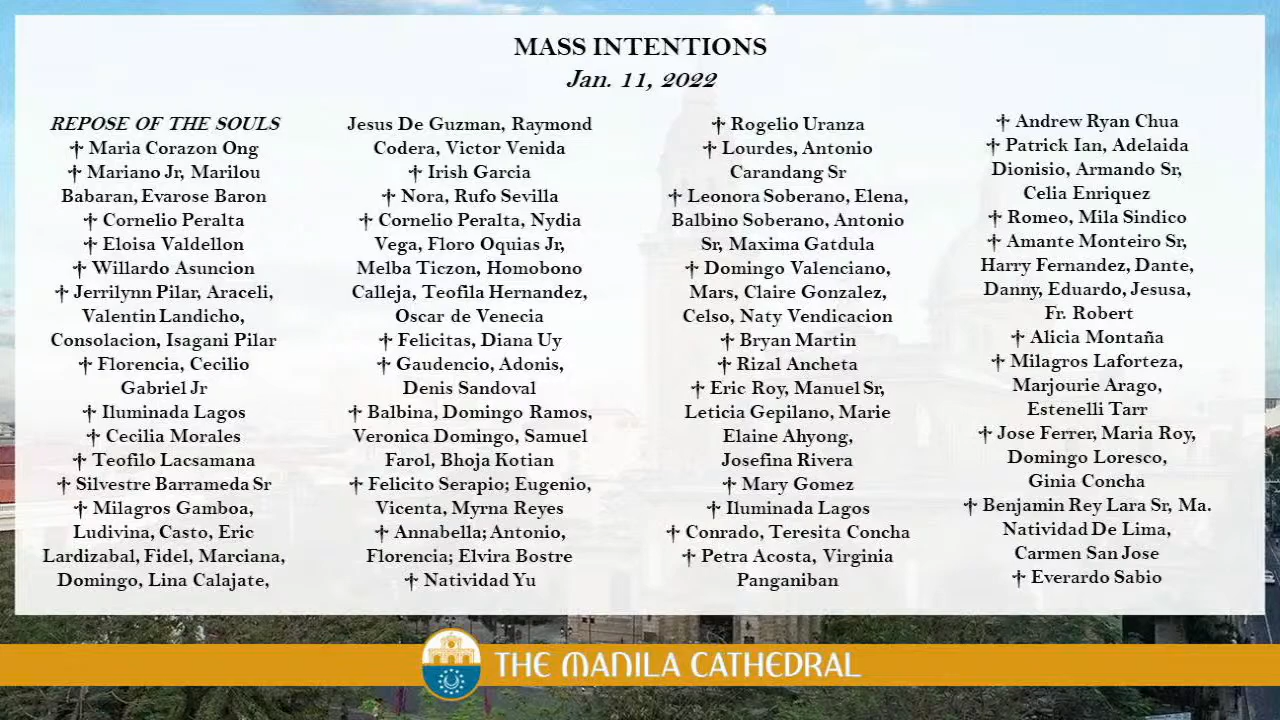 MASS INTENTIONS
Jan. 11, 2022
REPOSE OF THE SOULS
✝ Maria Corazon Ong
✝ Mariano Jr, Marilou
Babaran, Evarose Baron
✝ Cornelio Peralta
✝ Eloisa Valdellon
✝ Willardo Asuncion
✝ Jerrilynn Pilar, Araceli,
Valentin Landicho,
Consolacion, Isagani Pilar
✝ Florencia, Cecilio
Gabriel Jr
✝ Iluminada Lagos
✝ Cecilia Morales
✝ Teofilo Lacsamana
✝ Silvestre Barrameda Sr
✝ Milagros Gamboa,
Ludivina, Casto, Eric
Lardizabal, Fidel, Marciana,
Domingo, Lina Calajate,
Jesus De Guzman, Raymond
Codera, Victor Venida
✝ Irish Garcia
✝ Nora, Rufo Sevilla
✝ Cornelio Peralta, Nydia
Vega, Floro Oquias Jr,
Melba Ticzon, Homobono
Calleja, Teofila Hernandez,
Oscar de Venecia
✝ Felicitas, Diana Uy
✝ Gaudencio, Adonis,
Denis Sandoval
✝ Balbina, Domingo Ramos,
Veronica Domingo, Samuel
Farol, Bhoja Kotian
✝ Felicito Serapio; Eugenio,
Vicenta, Myrna Reyes
✝ Annabella; Antonio,
Florencia; Elvira Bostre
✝ Natividad Yu
✝ Rogelio Uranza
✝ Lourdes, Antonio
Carandang Sr
✝ Leonora Soberano, Elena,
Balbino Soberano, Antonio
Sr, Maxima Gatdula
✝ Domingo Valenciano,
Mars, Claire Gonzalez,
Celso, Naty Vendicacion
✝ Bryan Martin
✝ Rizal Ancheta
✝ Eric Roy, Manuel Sr,
Leticia Gepilano, Marie
Elaine Ahyong,
Josefina Rivera
✝ Mary Gomez
✝ Iluminada Lagos
✝ Conrado, Teresita Concha
✝ Petra Acosta, Virginia
Panganiban
✝ Andrew Ryan Chua
✝ Patrick Ian, Adelaida
Dionisio, Armando Sr,
Celia Enriquez
✝ Romeo, Mila Sindico
✝ Amante Monteiro Sr,
Harry Fernandez, Dante,
Danny, Eduardo, Jesusa,
Fr. Robert
✝ Alicia Montaña
✝ Milagros Laforteza,
Marjourie Arago,
Estenelli Tarr
✝ Jose Ferrer, Maria Roy,
Domingo Loresco,
Ginia Concha
✝ Benjamin Rey Lara Sr, Ma.
Natividad De Lima,
Carmen San Jose
✝ Everardo Sabio
THE MANILA CATHEDRAL